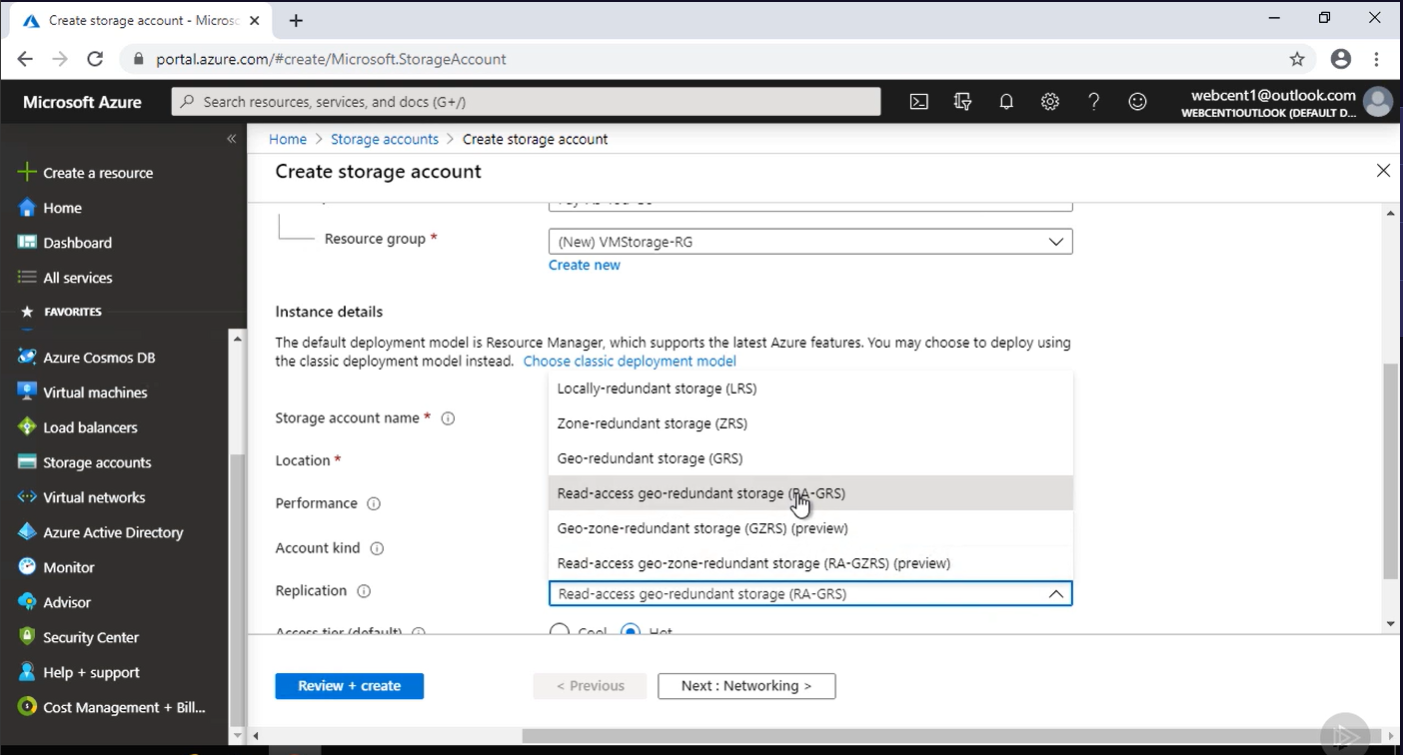 Create storage account - Microsc
portal.azure.com/#create/Microsoft.StorageAccount
Microsoft Azure
Search resources, services, and docs (G+/)
webcent1@outlook.com
WEBCENT1OUTLOOK (DEFAULT D...
Home > Storage accounts > Create storage account
Create storage account
Create a resource
Home
Dashboard
All services
FAVORITES
Azure Cosmos DB
Virtual machines
Load balancers
Storage accounts
Virtual networks
Azure Active Directory
Monitor
Advisor
Security Center
Help + support
Cost Management + Bill...
Resource group *
(New) VMStorage-RG
Create new
Instance details
The default deployment model is Resource Manager, which supports the latest Azure features. You may choose to deploy using
the classic deployment model instead. Choose classic deployment model
Storage account name *
Location *
Performance
Account kind
Replication
Locally-redundant storage (LRS)
Zone-redundant storage (ZRS)
Geo-redundant storage (GRS)
Read-access geo-redundant storage (RA-GRS)
Geo-zone-redundant storage (GZRS) (preview)
Read-access geo-zone-redundant storage (RA-GZRS) (preview)
Read-access geo-redundant storage (RA-GRS)
Access tier (default)
Cool Hot
Review + create
< Previous
Next : Networking >